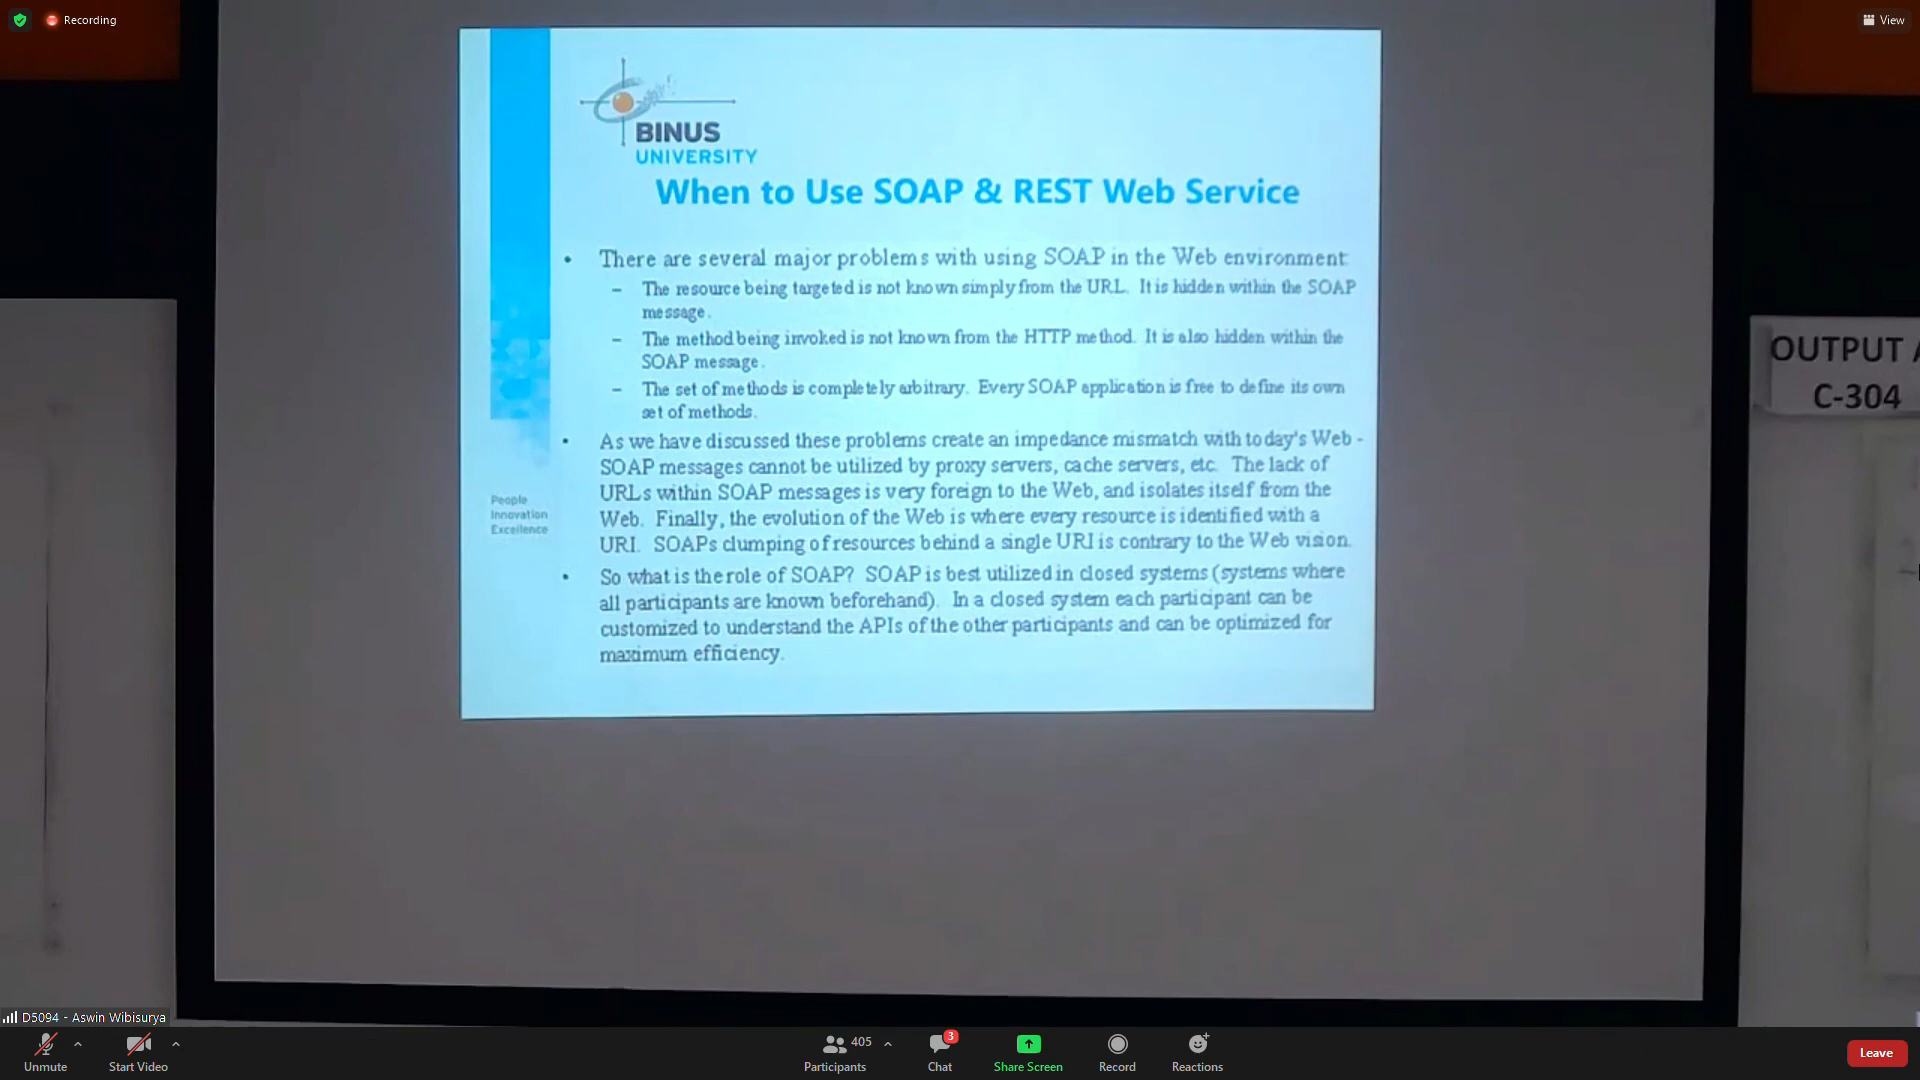 Recording
View
BINUS
UNIVERSITY
When to Use SOAP & REST Web Service
• There are several major problems with using SOAP in the Web environment:
– The resource being targeted is not known simply from the URL. It is hidden within the SOAP
message.
– The method being invoked is not known from the HTTP method. It is also hidden within the
SOAP message.
– The set of methods is completely arbitrary. Every SOAP application is free to define its own
set of methods.
• As we have discussed these problems create an impedance mismatch with today's Web -
SOAP messages cannot be utilized by proxy servers, cache servers, etc. The lack of
URLs within SOAP messages is very foreign to the Web, and isolates itself from the
Web. Finally, the evolution of the Web is where every resource is identified with a
URI. SOAPs clumping of resources behind a single URI is contrary to the Web vision.
• So what is the role of SOAP? SOAP is best utilized in closed systems (systems where
all participants are known beforehand). In a closed system each participant can be
customized to understand the APIs of the other participants and can be optimized for
maximum efficiency.
People
Innovation
Excellence
OUTPUT
C-304
D5094 - Aswin Wibisurya
Unmute
Start Video
405
Participants
3
Chat
Share Screen
Record
Reactions
Leave